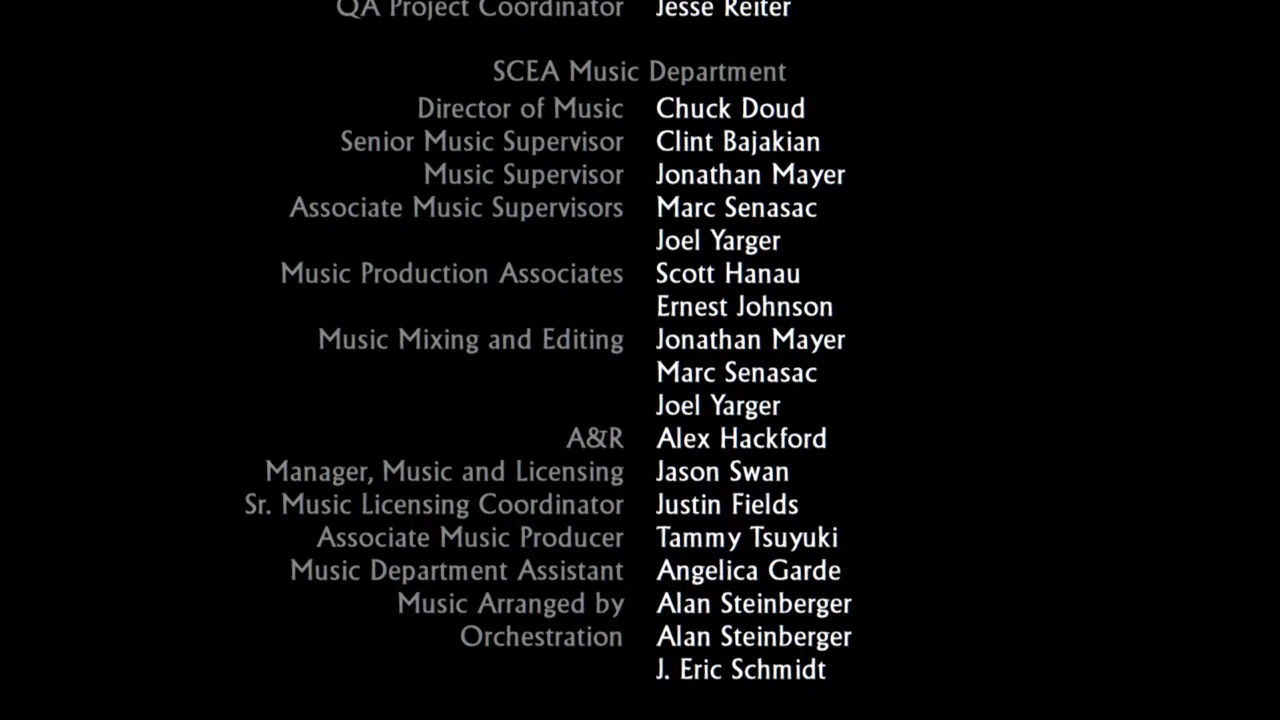 QA Project Coordinator Jesse Reiter
SCEA Music Department
Director of Music Chuck Doud
Senior Music Supervisor Clint Bajakian
Music Supervisor Jonathan Mayer
Associate Music Supervisors Marc Senasac
Joel Yarger
Music Production Associates Scott Hanau
Ernest Johnson
Music Mixing and Editing Jonathan Mayer
Marc Senasac
Joel Yarger
A&R Alex Hackford
Manager, Music and Licensing Jason Swan
Sr. Music Licensing Coordinator Justin Fields
Associate Music Producer Tammy Tsuyuki
Music Department Assistant Angelica Garde
Music Arranged by Alan Steinberger
Orchestration Alan Steinberger
J. Eric Schmidt